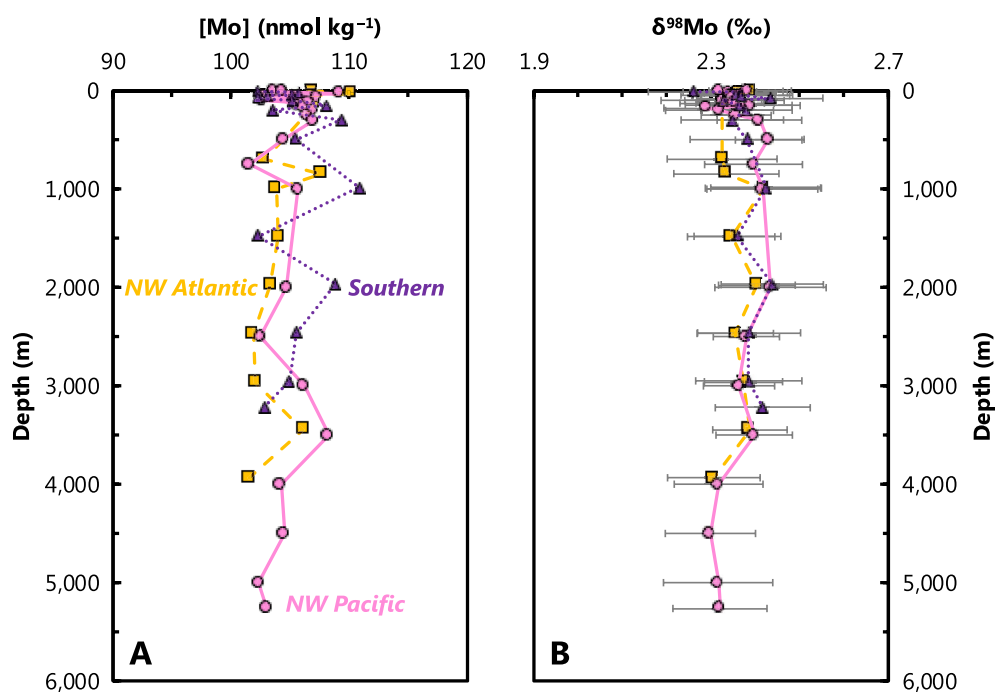 [Mo] (nmol kg⁻¹)
90 100 110 120
0
1,000
2,000
3,000
4,000
5,000
6,000
Depth (m)
NW Atlantic
Southern
NW Pacific
A
δ⁹⁸Mo (‰)
1.9 2.3 2.7
B
0
1,000
2,000
3,000
4,000
5,000
6,000
Depth (m)